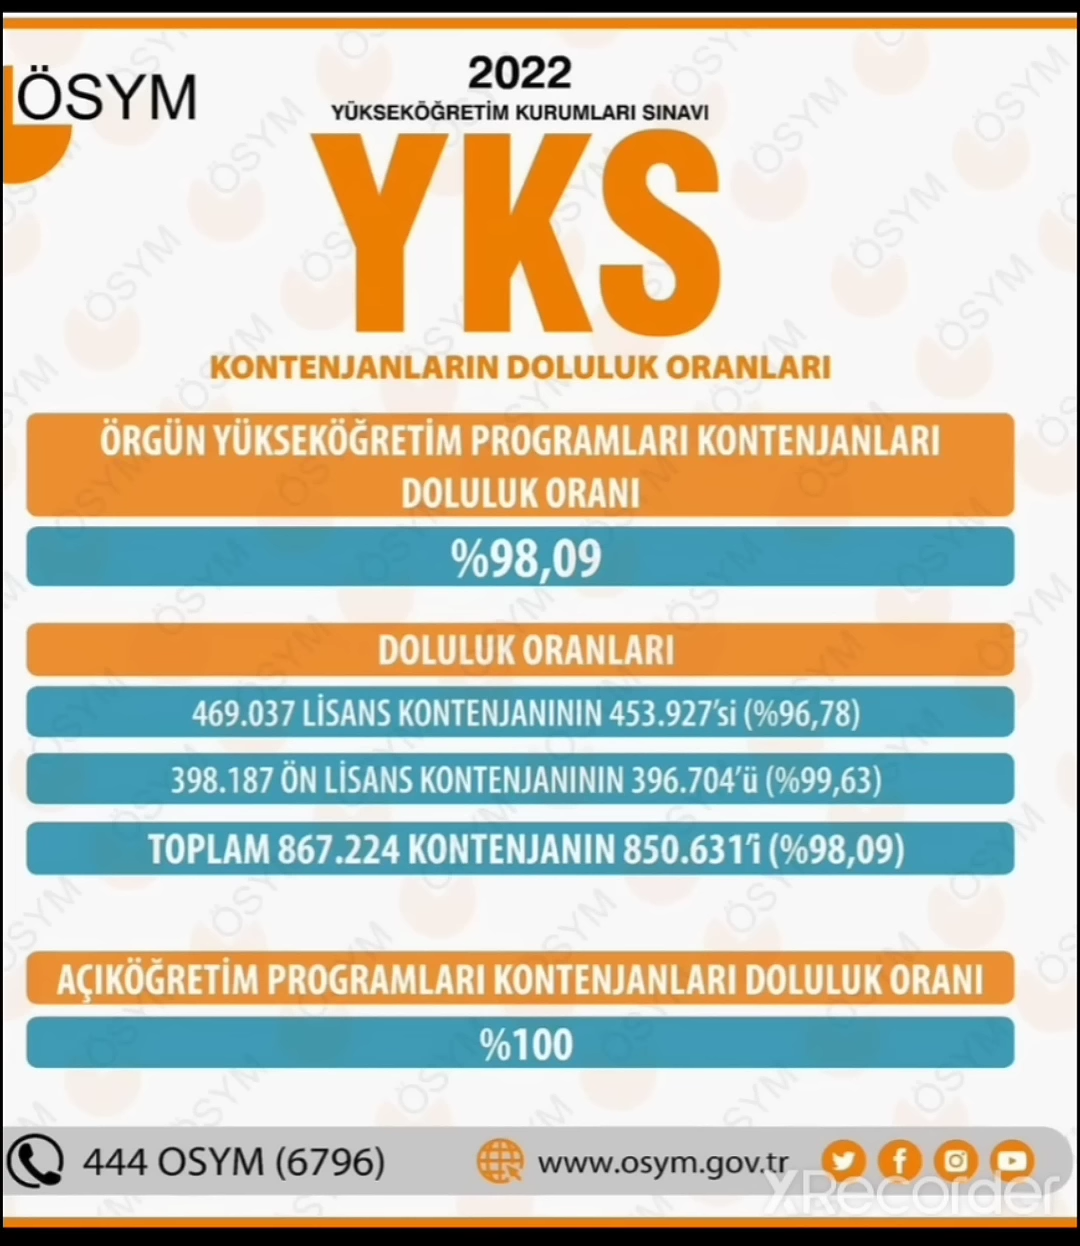 ÖSYM
2022
YÜKSEKÖĞRETİM KURUMLARI SINAVI
YKS
KONTENJANLARIN DOLULUK ORANLARI
ÖRGÜN YÜKSEKÖĞRETİM PROGRAMLARI KONTENJANLARI
DOLULUK ORANI
%98,09
DOLULUK ORANLARI
469.037 LİSANS KONTENJANININ 453.927'si (%96,78)
398.187 ÖN LİSANS KONTENJANININ 396.704'ü (%99,63)
TOPLAM 867.224 KONTENJANIN 850.631'i (%98,09)
AÇIKÖĞRETİM PROGRAMLARI KONTENJANLARI DOLULUK ORANI
%100
444 OSYM (6796) www.osym.gov.tr
XRecorder